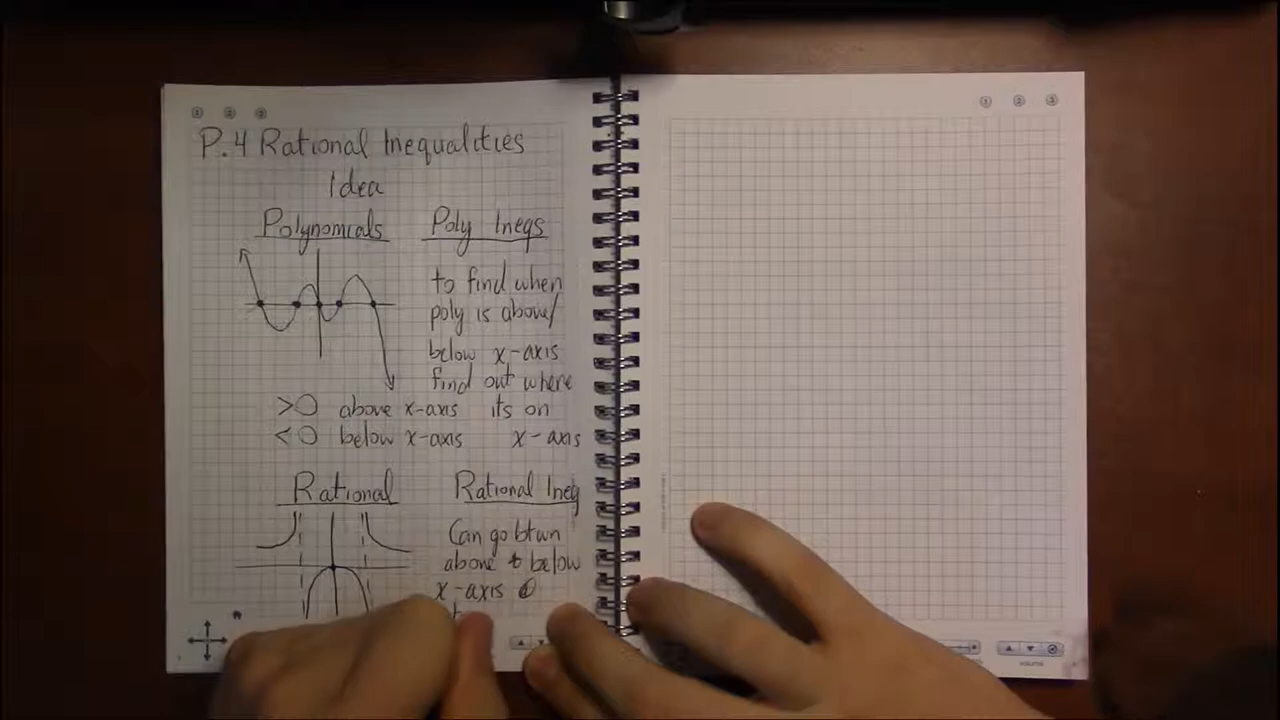 P.4 Rational Inequalities
Idea
Polynomials
>0 above x-axis
<0 below x-axis
Poly Ineqs
to find when
poly is above/
below x-axis
find out where
its on
x-axis
Rational
Rational Ineq
Can go btwn
above & below
x-axis @